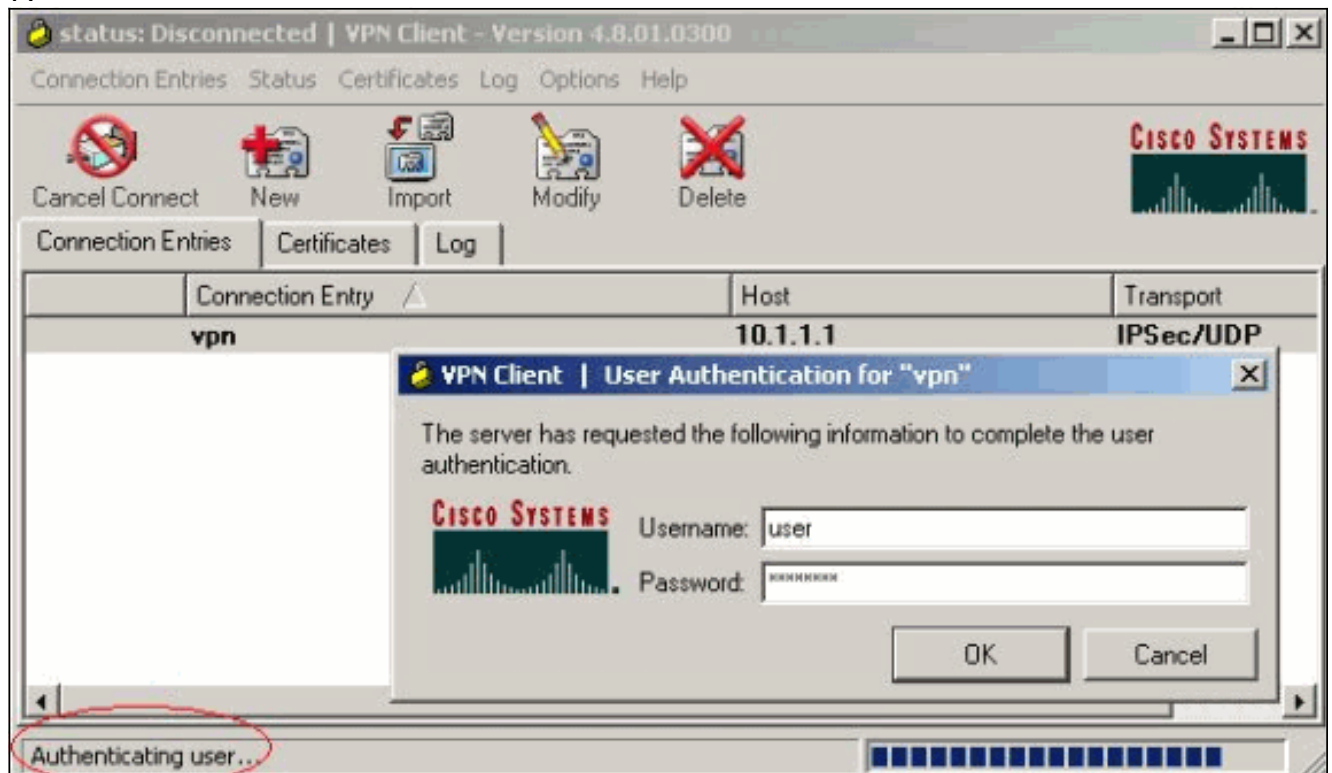 status: Disconnected | VPN Client - Version 4.8.01.0300
Connection Entries Status Certificates Log Options Help
CISCO SYSTEMS
Cancel Connect New Import Modify Delete
Connection Entries Certificates Log
Connection Entry Host Transport
vpn 10.1.1.1 IPSec/UDP
VPN Client | User Authentication for "vpn"
The server has requested the following information to complete the user
authentication.
CISCO SYSTEMS
Username: user
Password: ********
OK Cancel
Authenticating user...